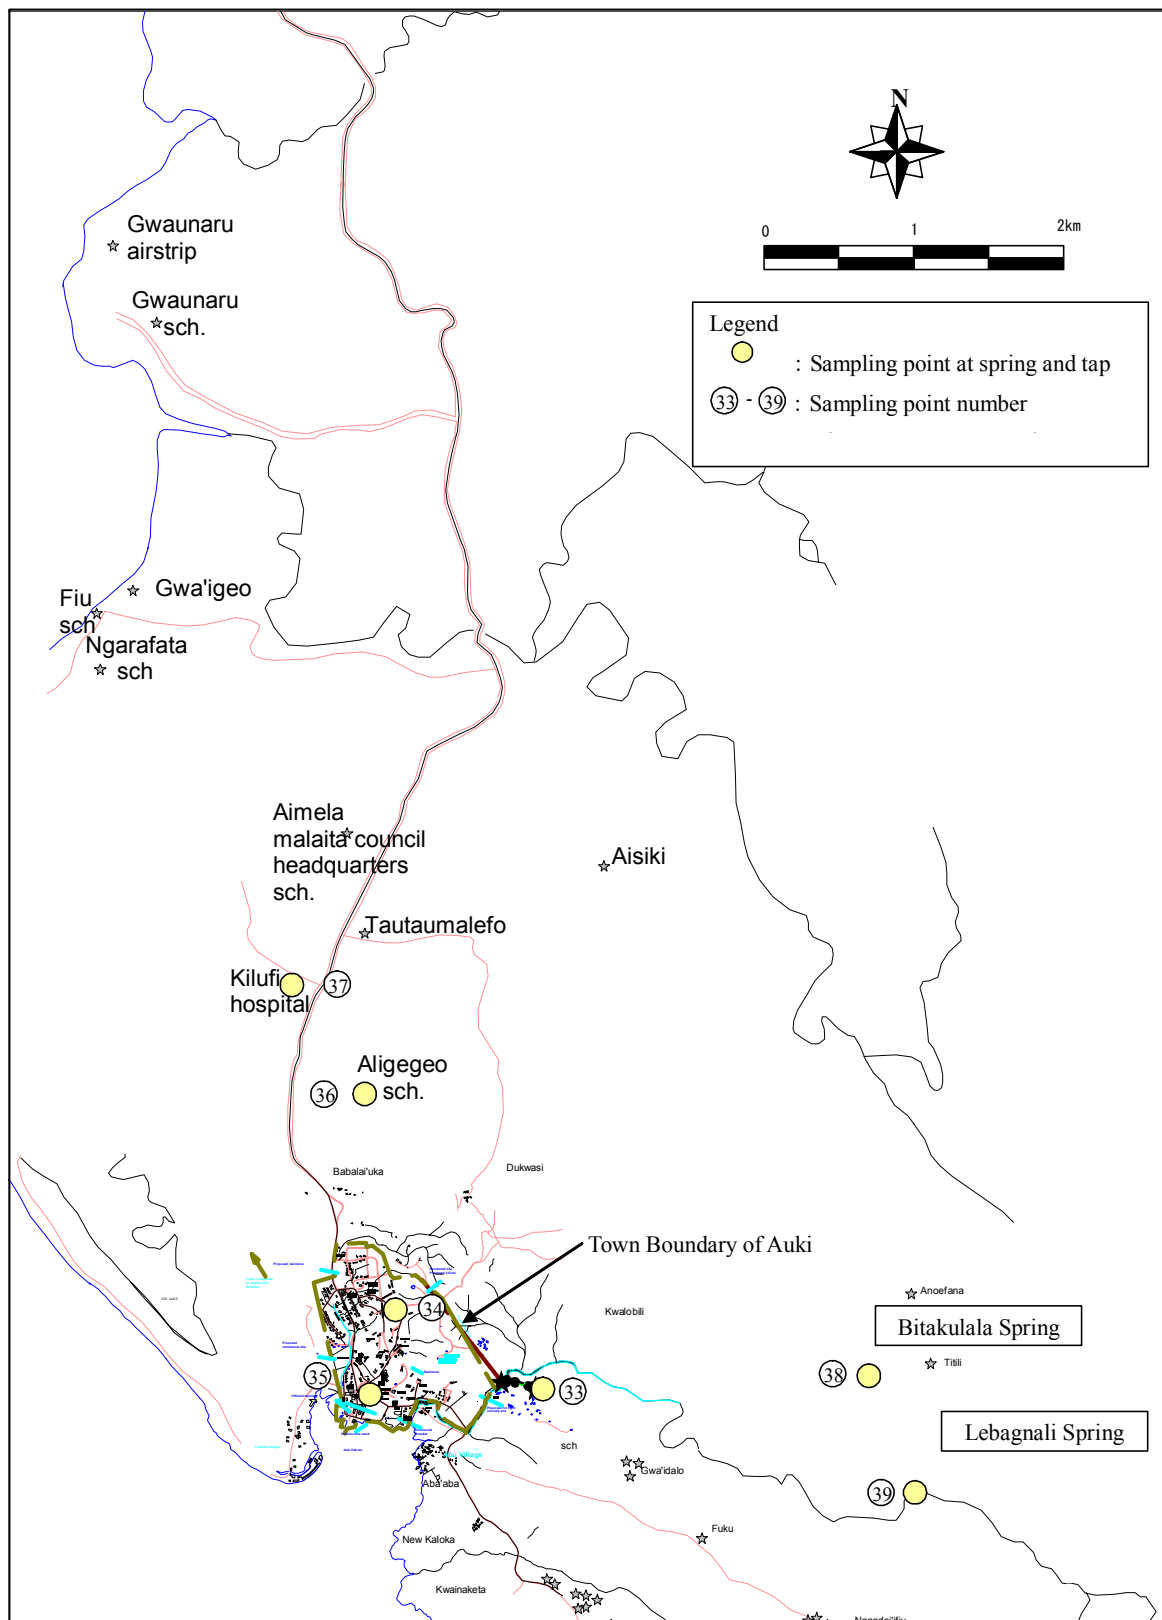 N
0 1 2km
Legend
: Sampling point at spring and tap
33 - 39 : Sampling point number
Gwaunaru
airstrip
Gwaunaru
sch.
Gwa'igeo
Fiu
sch
Ngarafata
sch
Aimela
malaita council
headquarters
sch.
Aisiki
Tautaumalefo
Kilufi
hospital
37
Aligegeo
sch.
36
Babalai'uka
Dukwasi
Town Boundary of Auki
Proposed residence
Anoefana
Kwalobili
34
Bitakulala Spring
Titili
35
38
33
Lebagnali Spring
sch
Gwa'idalo
Aba'aba
39
Fuku
New Kaloka
Kwainaketa